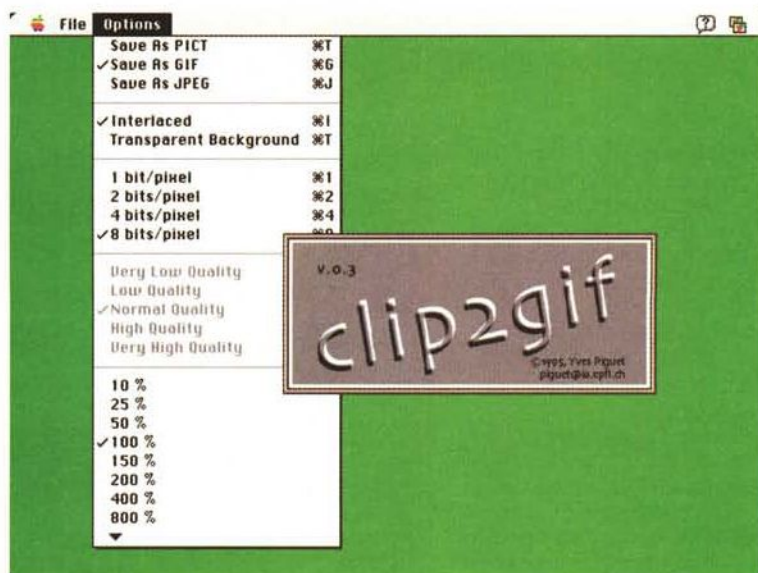 File Options
Save As PICT ⌘T
✓Save As GIF ⌘G
Save As JPEG ⌘J
✓Interlaced ⌘I
Transparent Background ⌘T
1 bit/pixel ⌘1
2 bits/pixel ⌘2
4 bits/pixel ⌘4
✓8 bits/pixel
Very Low Quality
Low Quality
✓Normal Quality
High Quality
Very High Quality
10 %
25 %
50 %
✓100 %
150 %
200 %
400 %
800 %
v.0.3
clip2gif
©1995, Yves Piguet
piguet@ia.epfl.ch